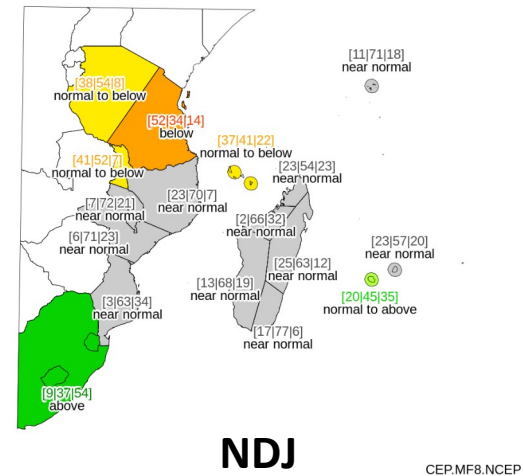 [11|71|18]
near normal
[38|54|8]
normal to below
[52|34|14]
below
[37|41|22]
normal to below
[41|52|7]
normal to below
[23|54|23]
near normal
[23|70|7]
near normal
[7|72|21]
near normal
[2|66|32]
near normal
[6|71|23]
near normal
[23|57|20]
near normal
[25|63|12]
near normal
[13|68|19]
near normal
[20|45|35]
normal to above
[3|63|34]
near normal
[17|77|6]
near normal
[9|37|54]
above
NDJ
CEP.MF8.NCEP